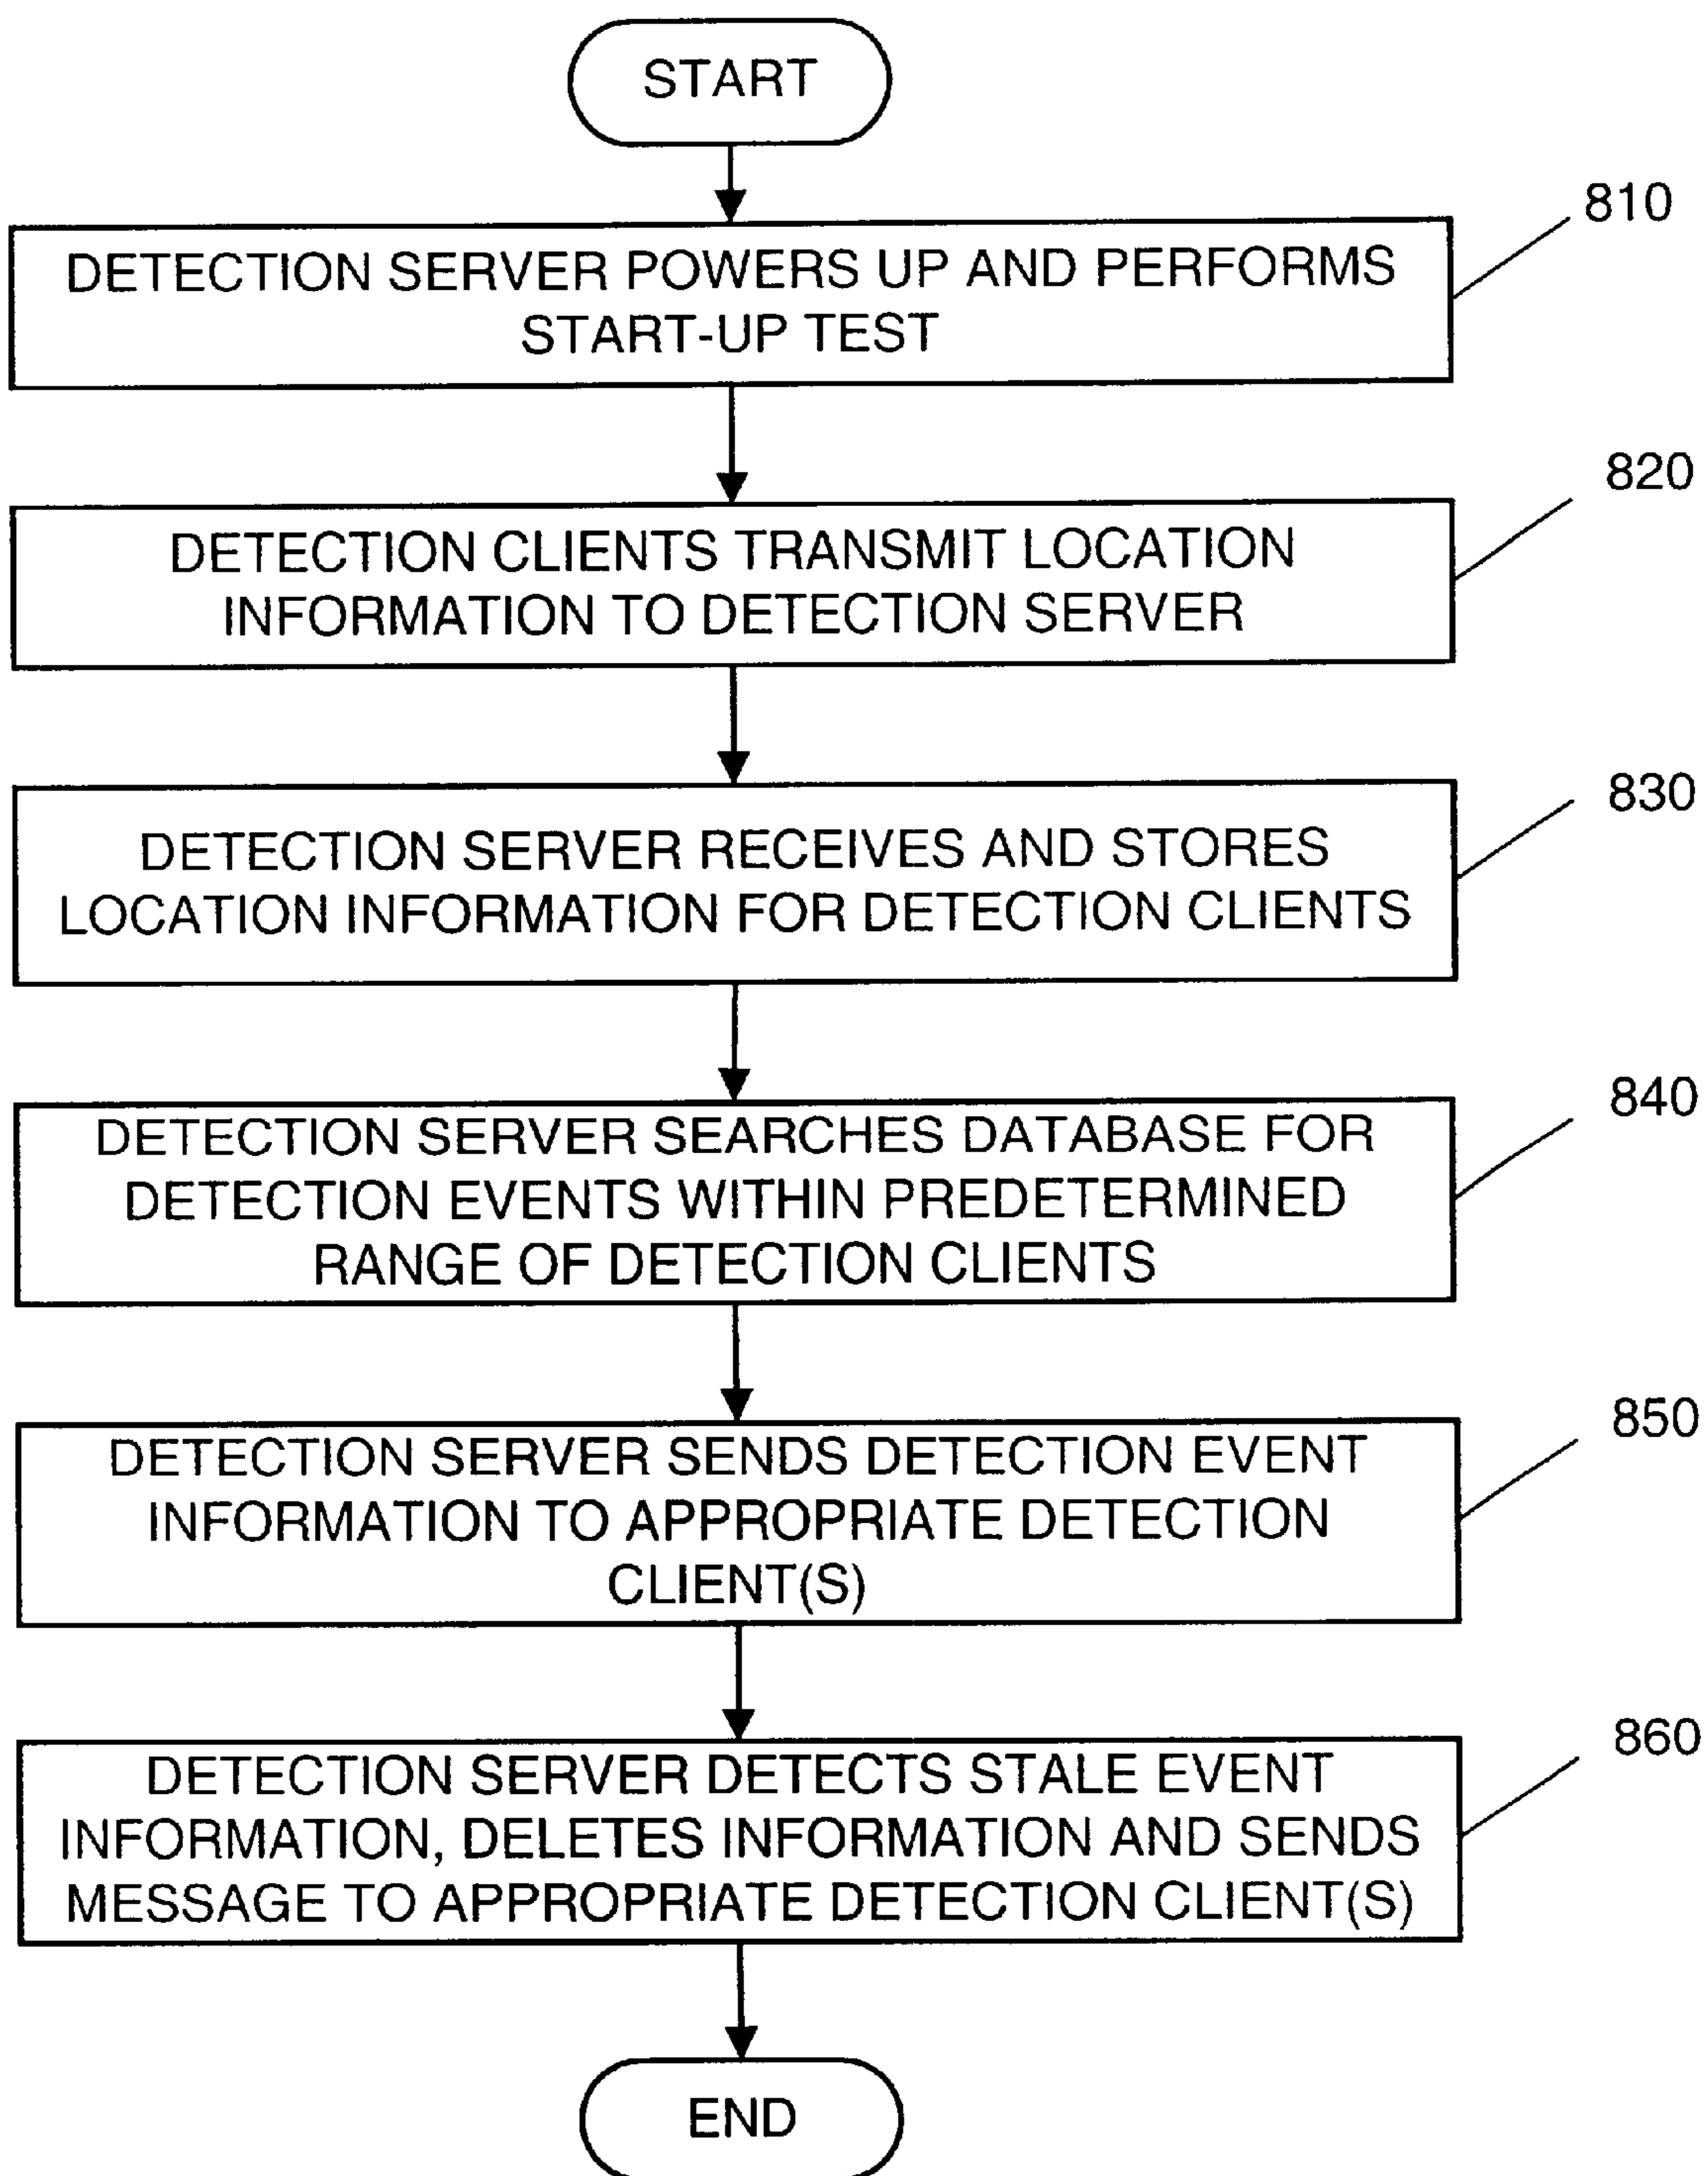 START
810
DETECTION SERVER POWERS UP AND PERFORMS
START-UP TEST
820
DETECTION CLIENTS TRANSMIT LOCATION
INFORMATION TO DETECTION SERVER
830
DETECTION SERVER RECEIVES AND STORES
LOCATION INFORMATION FOR DETECTION CLIENTS
840
DETECTION SERVER SEARCHES DATABASE FOR
DETECTION EVENTS WITHIN PREDETERMINED
RANGE OF DETECTION CLIENTS
850
DETECTION SERVER SENDS DETECTION EVENT
INFORMATION TO APPROPRIATE DETECTION
CLIENT(S)
860
DETECTION SERVER DETECTS STALE EVENT
INFORMATION, DELETES INFORMATION AND SENDS
MESSAGE TO APPROPRIATE DETECTION CLIENT(S)
END